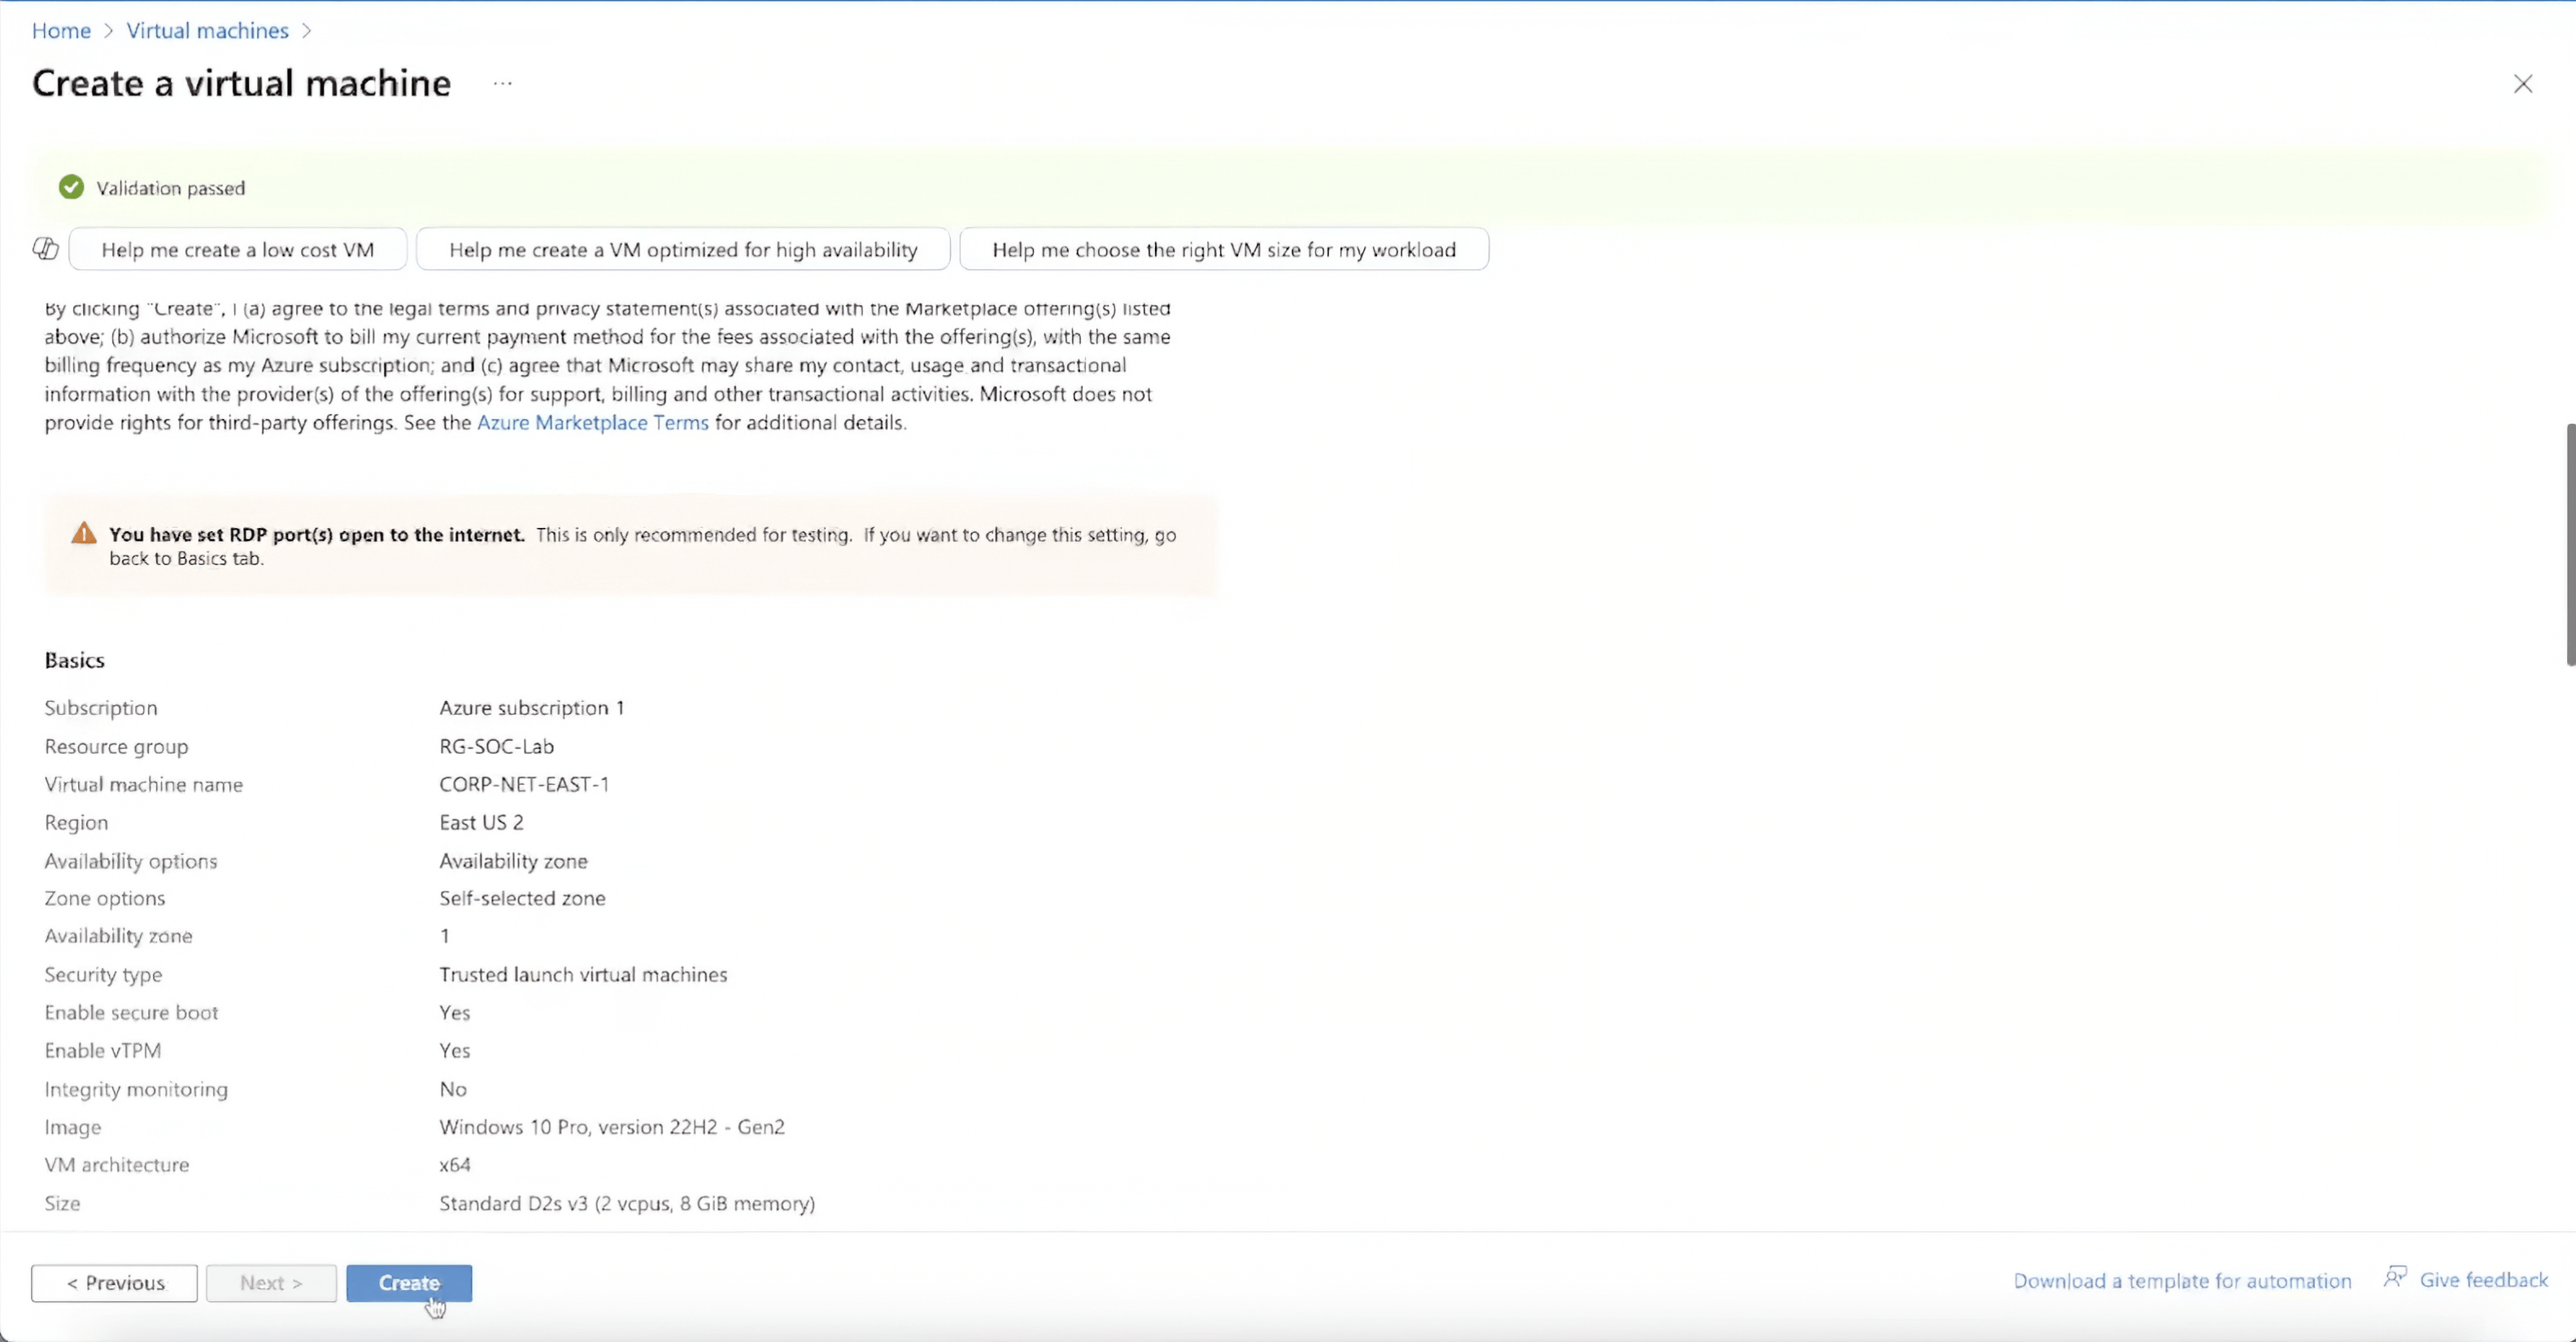 Home > Virtual machines >
Create a virtual machine ...
Validation passed
Help me create a low cost VM
Help me create a VM optimized for high availability
Help me choose the right VM size for my workload
By clicking "Create", I (a) agree to the legal terms and privacy statement(s) associated with the Marketplace offering(s) listed
above; (b) authorize Microsoft to bill my current payment method for the fees associated with the offering(s), with the same
billing frequency as my Azure subscription; and (c) agree that Microsoft may share my contact, usage and transactional
information with the provider(s) of the offering(s) for support, billing and other transactional activities. Microsoft does not
provide rights for third-party offerings. See the Azure Marketplace Terms for additional details.
You have set RDP port(s) open to the internet. This is only recommended for testing. If you want to change this setting, go
back to Basics tab.
Basics
Subscription Azure subscription 1
Resource group RG-SOC-Lab
Virtual machine name CORP-NET-EAST-1
Region East US 2
Availability options Availability zone
Zone options Self-selected zone
Availability zone 1
Security type Trusted launch virtual machines
Enable secure boot Yes
Enable vTPM Yes
Integrity monitoring No
Image Windows 10 Pro, version 22H2 - Gen2
VM architecture x64
Size Standard D2s v3 (2 vcpus, 8 GiB memory)
< Previous
Next >
Create
Download a template for automation
Give feedback